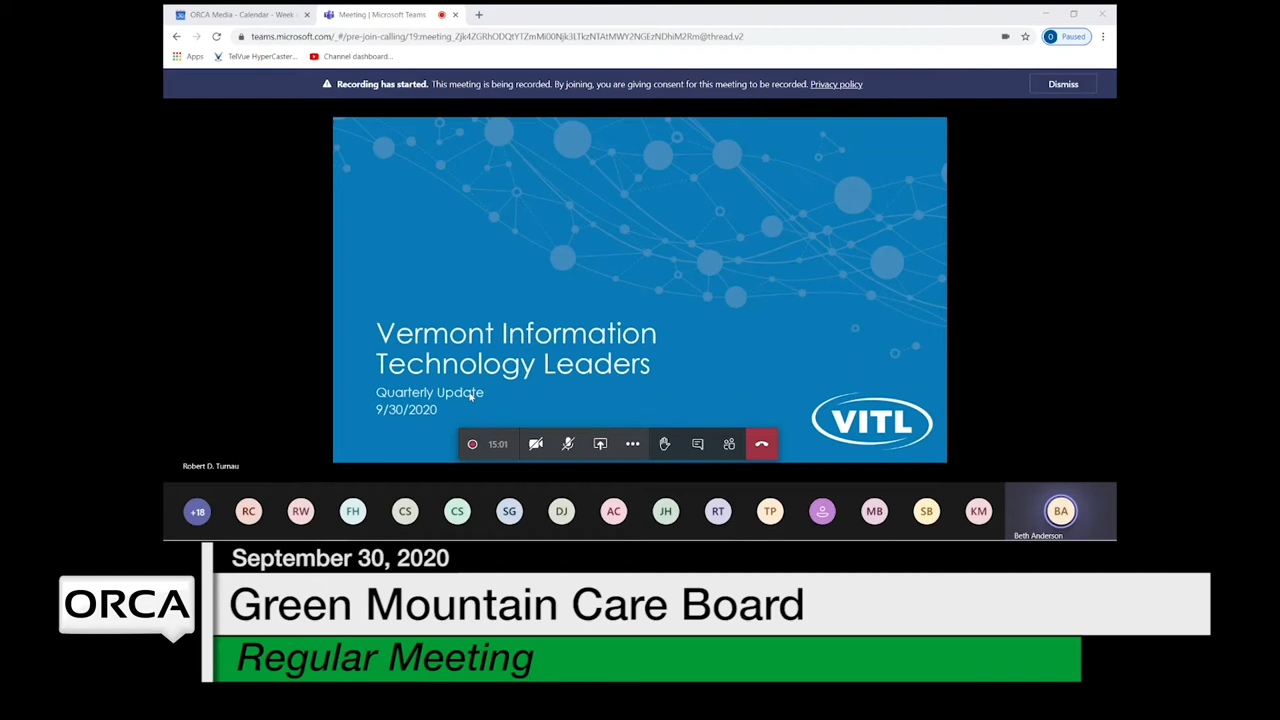 ORCA Media - Calendar - Week
Meeting | Microsoft Teams
teams.microsoft.com/_#/pre-join-calling/19:meeting_Zjk4ZGRhODQtYTZmMi00Njk3LTkzNTAtMWY2NGEzNDhiM2Rm@thread.v2
O Paused
Apps TelVue HyperCaster... Channel dashboard...
Recording has started. This meeting is being recorded. By joining, you are giving consent for this meeting to be recorded. Privacy policy
Dismiss
Vermont Information
Technology Leaders
Quarterly Update
9/30/2020
VITL
15:01
Robert D. Turnau
+18 RC RW FH CS CS SG DJ AC JH RT TP MB SB KM BA
Beth Anderson
September 30, 2020
ORCA
Green Mountain Care Board
Regular Meeting